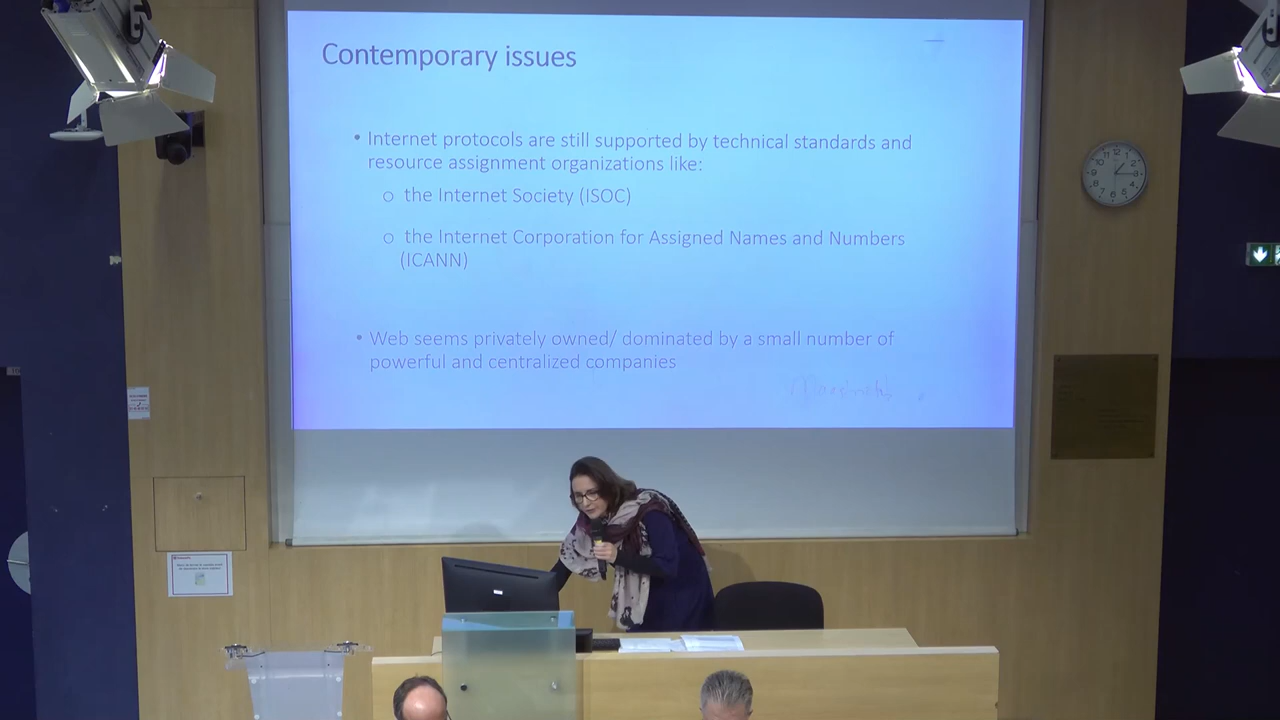 Contemporary issues
• Internet protocols are still supported by technical standards and
resource assignment organizations like:
o the Internet Society (ISOC)
o the Internet Corporation for Assigned Names and Numbers
(ICANN)
• Web seems privately owned/ dominated by a small number of
powerful and centralized companies